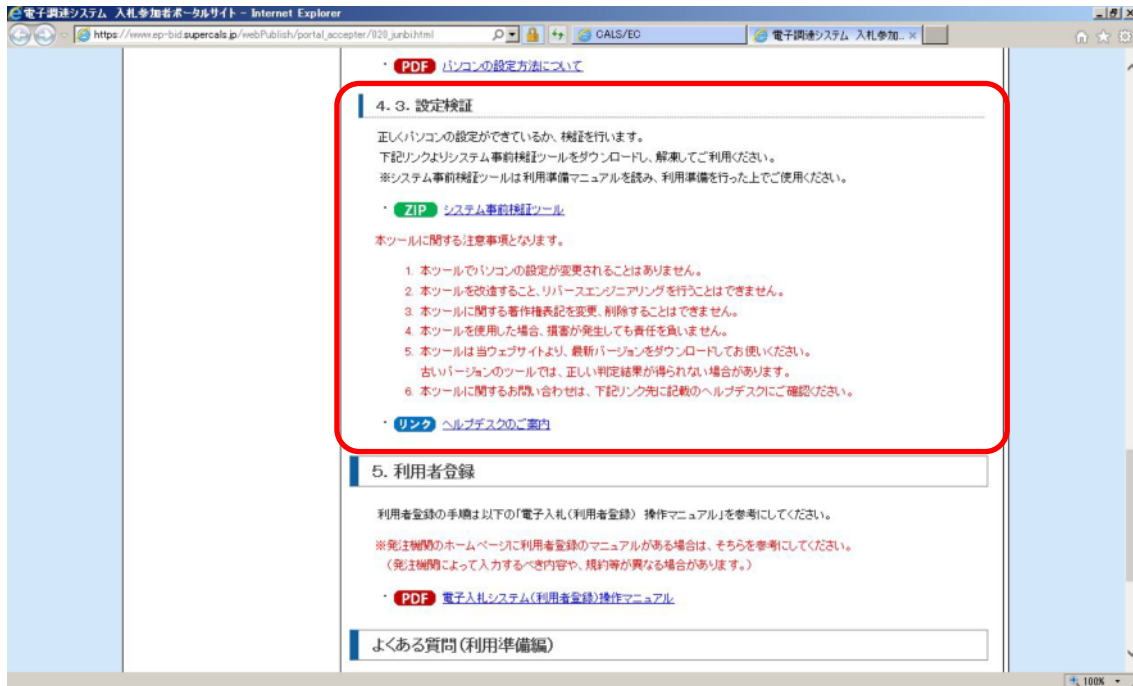 電子調達システム 入札参加者ポータルサイト - Internet Explorer
https://www.ep-bid.supercals.jp/webPublish/portal_accepter/020_junbi.html
CALS/EC
電子調達システム 入札参加...
・ PDF パソコンの設定方法について
4. 3. 設定検証
正しくパソコンの設定ができているか、検証を行います。
下記リンクよりシステム事前検証ツールをダウンロードし、解凍してご利用ください。
※システム事前検証ツールは利用準備マニュアルを読み、利用準備を行った上でご使用ください。
・ ZIP システム事前検証ツール
本ツールに関する注意事項となります。
1. 本ツールでパソコンの設定が変更されることはありません。
2. 本ツールを改造すること、リバースエンジニアリングを行うことはできません。
3. 本ツールに関する著作権表記を変更、削除することはできません。
4. 本ツールを使用した場合、損害が発生しても責任を負いません。
5. 本ツールは当ウェブサイトより、最新バージョンをダウンロードしてお使いください。
古いバージョンのツールでは、正しい判定結果が得られない場合があります。
6. 本ツールに関するお問い合わせは、下記リンク先に記載のヘルプデスクにご確認ください。
・ リンク ヘルプデスクのご案内
5. 利用者登録
利用者登録の手順は以下の「電子入札(利用者登録) 操作マニュアル」を参考にしてください。
※発注機関のホームページに利用者登録のマニュアルがある場合は、そちらを参考にしてください。
(発注機関によって入力するべき内容や、規約等が異なる場合があります。)
・ PDF 電子入札システム(利用者登録)操作マニュアル
よくある質問(利用準備編)
100%